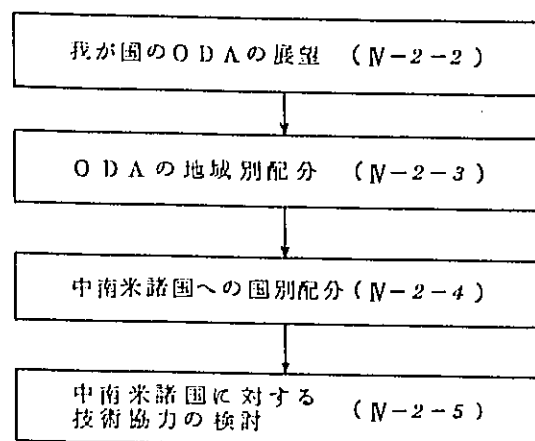 我が国のODAの展望 (Ⅳ-2-2)
ODAの地域別配分 (Ⅳ-2-3)
中南米諸国への国別配分(Ⅳ-2-4)
中南米諸国に対する
技術協力の検討 (Ⅳ-2-5)